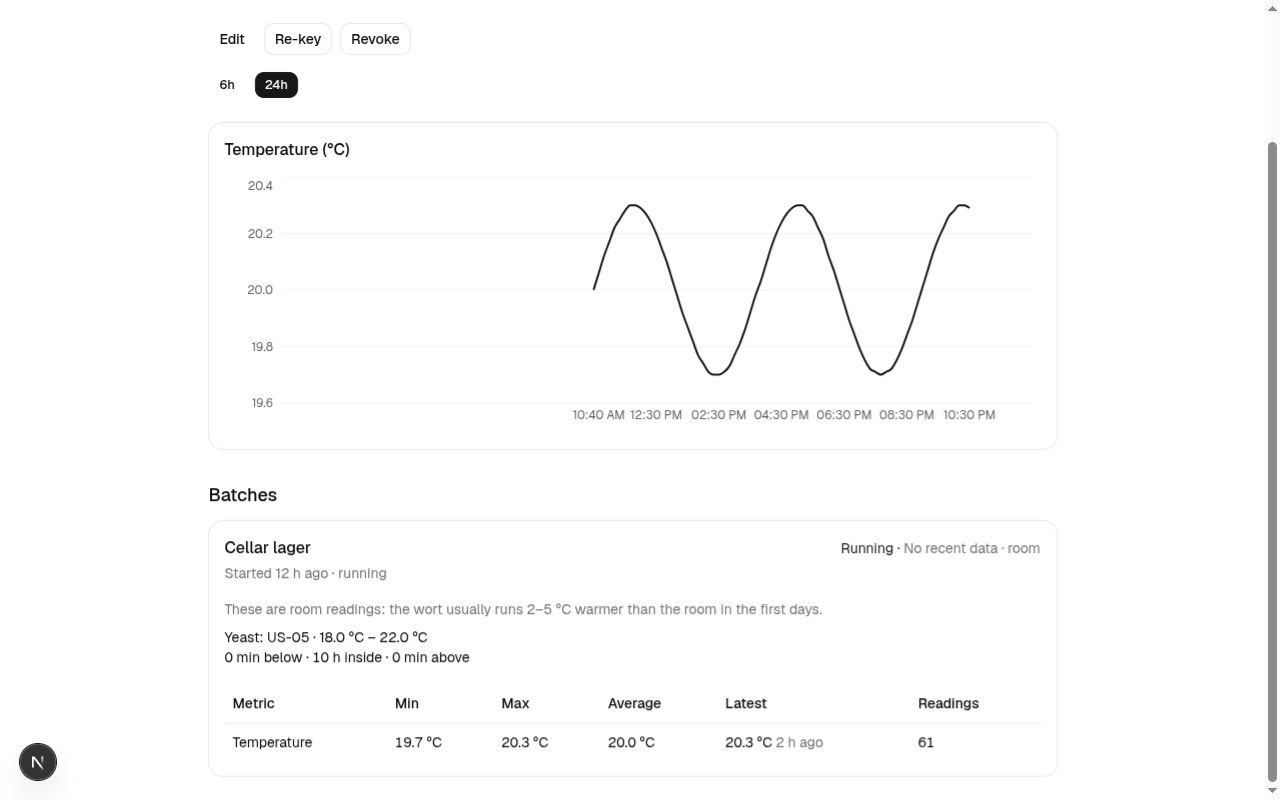 Edit Re-key Revoke
6h 24h
Temperature (°C)
20.4
20.2
20.0
19.8
19.6
10:40 AM 12:30 PM 02:30 PM 04:30 PM 06:30 PM 08:30 PM 10:30 PM
Batches
Cellar lager Running · No recent data · room
Started 12 h ago · running
These are room readings: the wort usually runs 2–5 °C warmer than the room in the first days.
Yeast: US-05 · 18.0 °C – 22.0 °C
0 min below · 10 h inside · 0 min above
Metric Min Max Average Latest Readings
Temperature 19.7 °C 20.3 °C 20.0 °C 20.3 °C 2 h ago 61
N